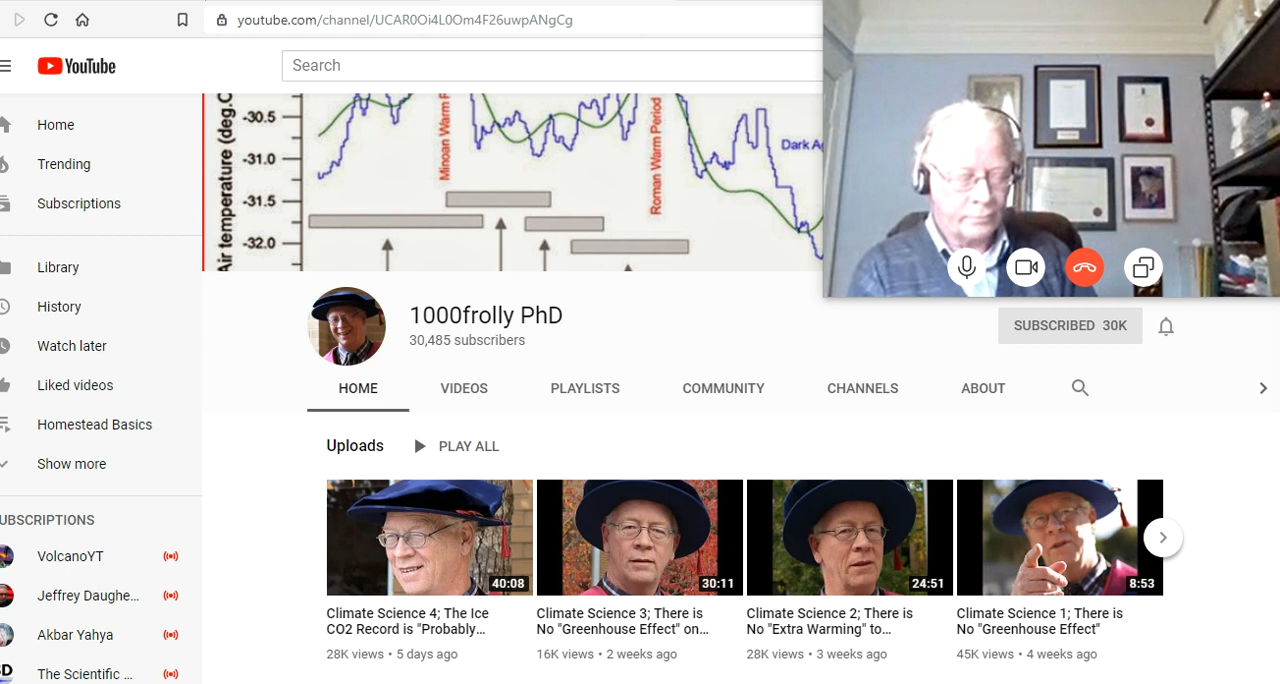 youtube.com/channel/UCAR0Oi4L0Om4F26uwpANgCg
YouTube
Search
Home
Trending
Subscriptions
Library
History
Watch later
Liked videos
Homestead Basics
Show more
UBSCRIPTIONS
VolcanoYT
Jeffrey Daughe...
Akbar Yahya
The Scientific ...
Air temperature (deg.C
-30.5
-31.0
-31.5
-32.0
Minoan Warm P
Roman Warm Period
Dark A
1000frolly PhD
30,485 subscribers
SUBSCRIBED 30K
HOME VIDEOS PLAYLISTS COMMUNITY CHANNELS ABOUT
Uploads PLAY ALL
40:08
Climate Science 4; The Ice
CO2 Record is "Probably...
28K views • 5 days ago
30:11
Climate Science 3; There is
No "Greenhouse Effect" on...
16K views • 2 weeks ago
24:51
Climate Science 2; There is
No "Extra Warming" to...
28K views • 3 weeks ago
8:53
Climate Science 1; There is
No "Greenhouse Effect"
45K views • 4 weeks ago